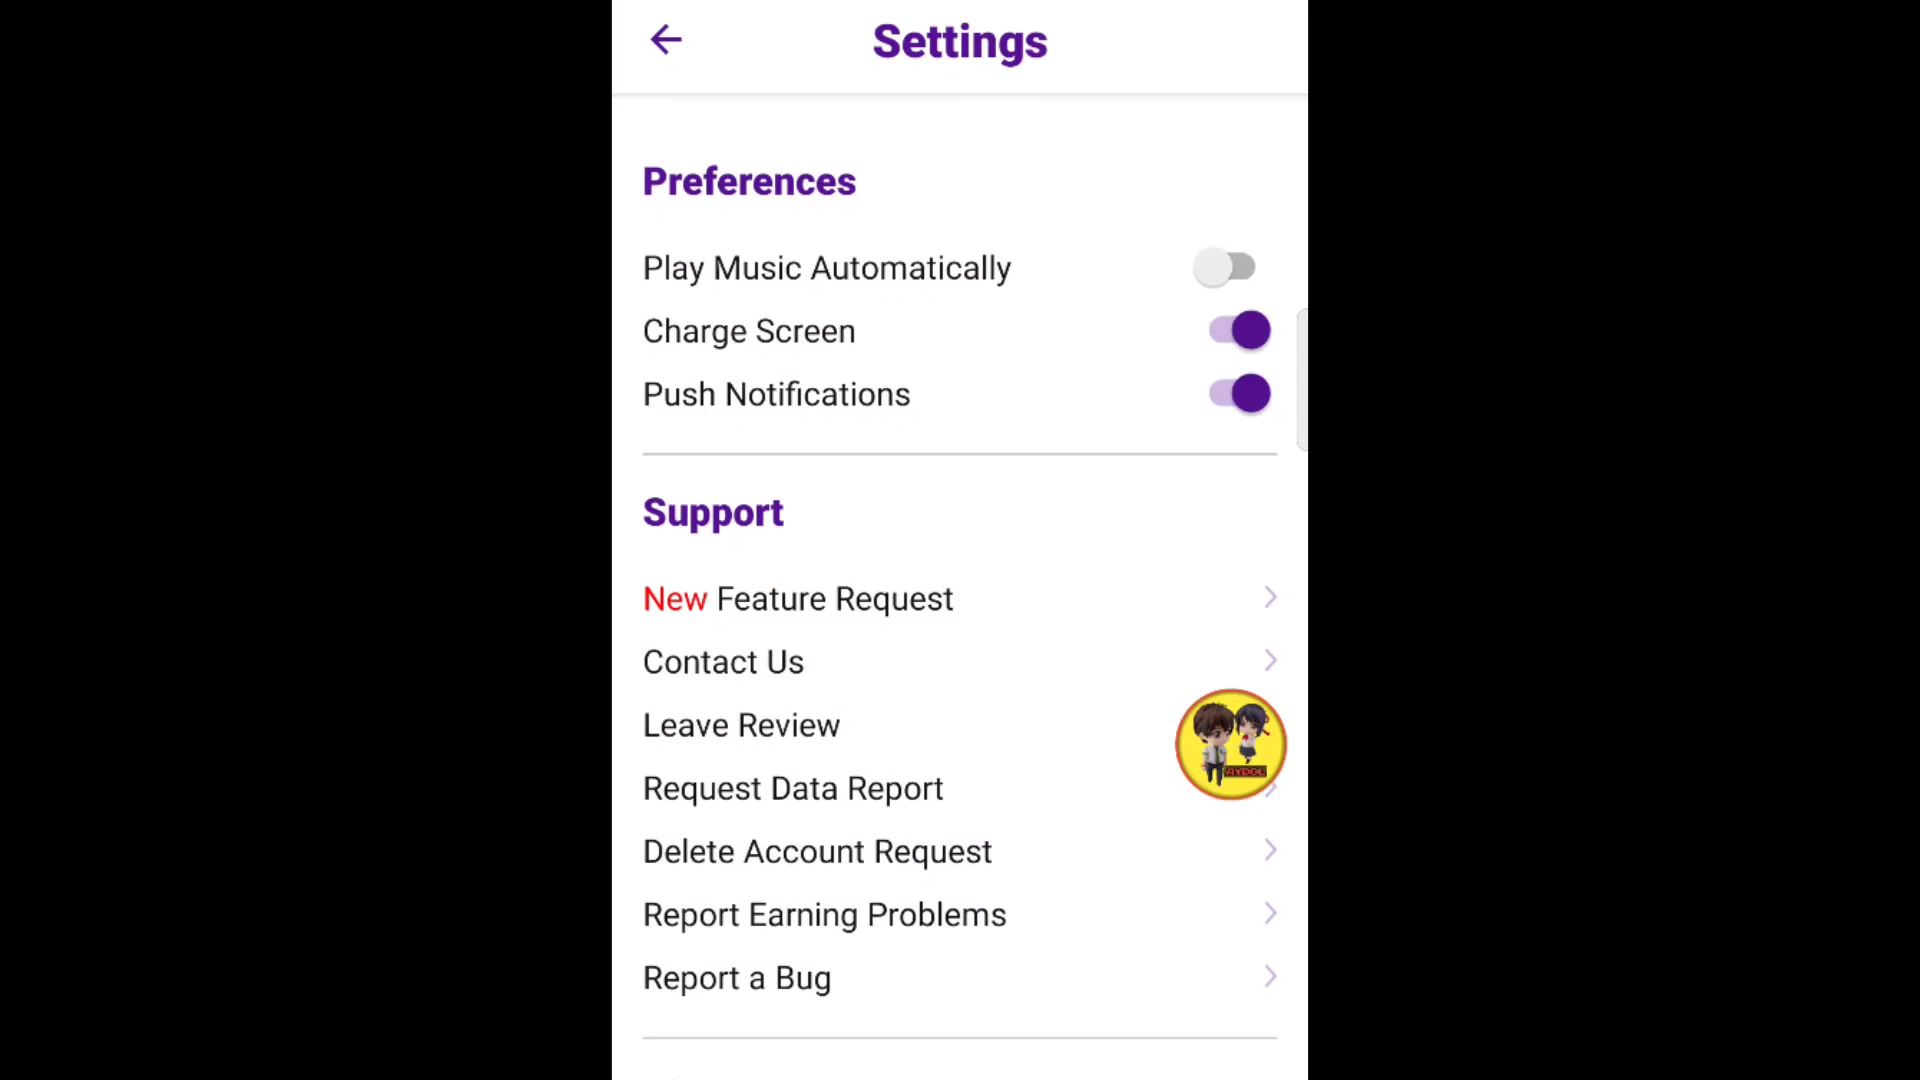 Settings
Preferences
Play Music Automatically
Charge Screen
Push Notifications
Support
New Feature Request
Contact Us
Leave Review
AYDOL
Request Data Report
Delete Account Request
Report Earning Problems
Report a Bug